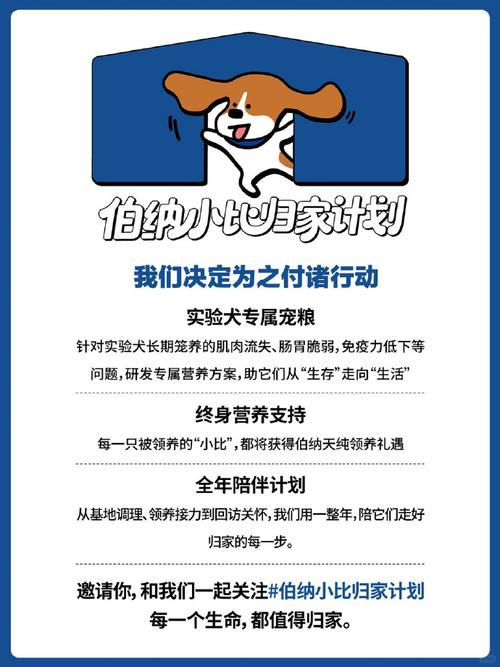 伯纳小比归家计划
我们决定为之付诸行动
实验犬专属宠粮
针对实验犬长期笼养的肌肉流失、肠胃脆弱,免疫力低下等
问题,研发专属营养方案,助它们从“生存”走向“生活”
终身营养支持
每一只被领养的“小比”,都将获得伯纳天纯领养礼遇
全年陪伴计划
从基地调理、领养接力到回访关怀,我们用一整年,陪它们走好
归家的每一步。
邀请你,和我们一起关注#伯纳小比归家计划
每一个生命,都值得归家。